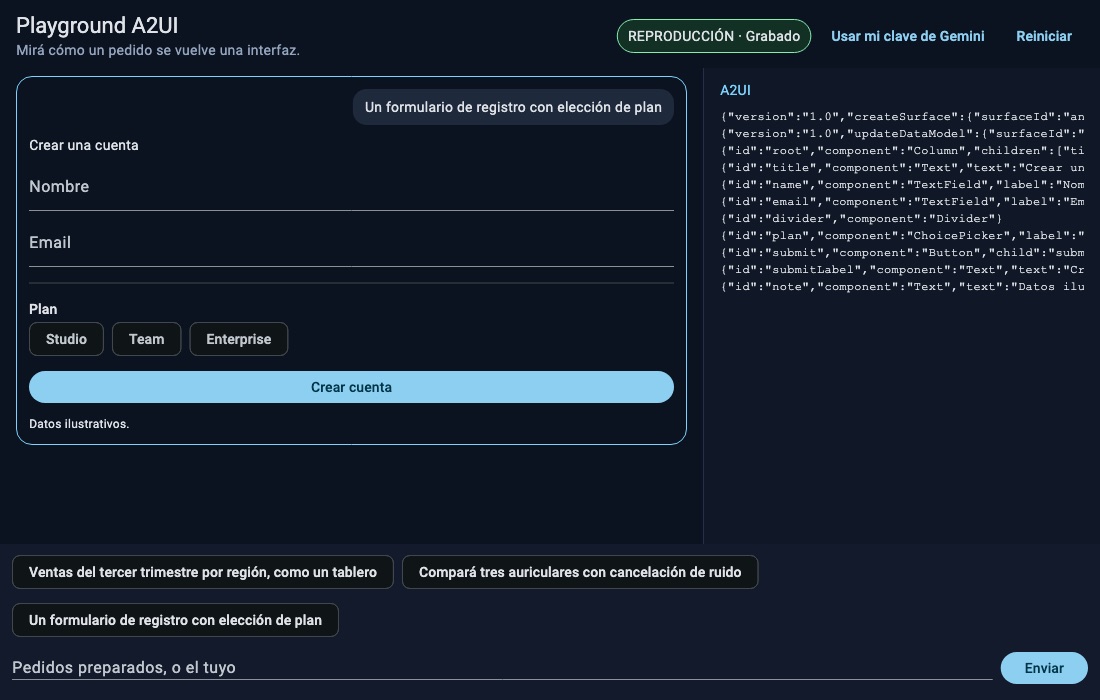 Playground A2UI
Mirá cómo un pedido se vuelve una interfaz.
REPRODUCCIÓN · Grabado
Usar mi clave de Gemini
Reiniciar
Un formulario de registro con elección de plan
Crear una cuenta
Nombre
Email
Plan
Studio
Team
Enterprise
Crear cuenta
Datos ilustrativos.
A2UI
{"version":"1.0","createSurface":{"surfaceId":"an
{"version":"1.0","updateDataModel":{"surfaceId":"
{"id":"root","component":"Column","children":["ti
{"id":"title","component":"Text","text":"Crear un
{"id":"name","component":"TextField","label":"Nom
{"id":"email","component":"TextField","label":"Em
{"id":"divider","component":"Divider"}
{"id":"plan","component":"ChoicePicker","label":"
{"id":"submit","component":"Button","child":"subm
{"id":"submitLabel","component":"Text","text":"Cr
{"id":"note","component":"Text","text":"Datos ilu
Ventas del tercer trimestre por región, como un tablero
Compará tres auriculares con cancelación de ruido
Un formulario de registro con elección de plan
Pedidos preparados, o el tuyo
Enviar